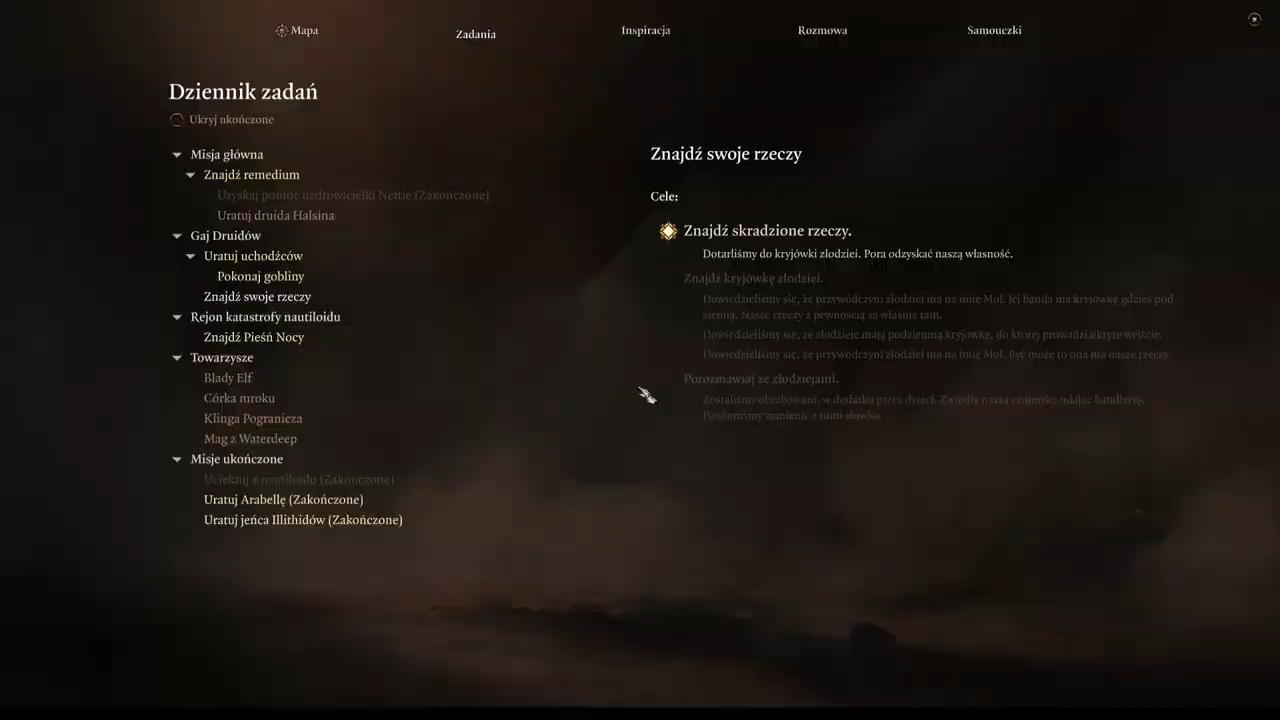 Mapa
Zadania
Inspiracja
Rozmowa
Samouczki
Dziennik zadań
Ukryj ukończone
Misja główna
Znajdź remedium
Uzyskaj pomoc uzdrowicielki Nettie (Zakończone)
Uratuj druida Halsina
Gaj Druidów
Uratuj uchodźców
Pokonaj gobliny
Znajdź swoje rzeczy
Rejon katastrofy nautiloidu
Znajdź Pieśń Nocy
Towarzysze
Blady Elf
Córka mroku
Klinga Pogranicza
Mag z Waterdeep
Misje ukończone
Ucieknij z nautiloidu (Zakończone)
Uratuj Arabellę (Zakończone)
Uratuj jeńca Illithidów (Zakończone)
Znajdź swoje rzeczy
Cele:
Znajdź skradzione rzeczy.
Dotarliśmy do kryjówki złodziei. Pora odzyskać naszą własność.
Znajdź kryjówkę złodziei.
Dowiedzieliśmy się, że przywódczyni złodziei ma na imię Mol. Jej banda ma kryjówkę gdzieś pod
ziemią. Nasze rzeczy z pewnością są właśnie tam.
Dowiedzieliśmy się, że złodzieje mają podziemną kryjówkę, do której prowadzi ukryte wejście.
Dowiedzieliśmy się, że przywódczyni złodziei ma na imię Mol. Być może to ona ma nasze rzeczy.
Porozmawiaj ze złodziejami.
Zostaliśmy obrabowani, w dodatku przez dzieci. Zwiodły naszą czujność, udając handlarzy.
Powinniśmy zamienić z nimi słówko.